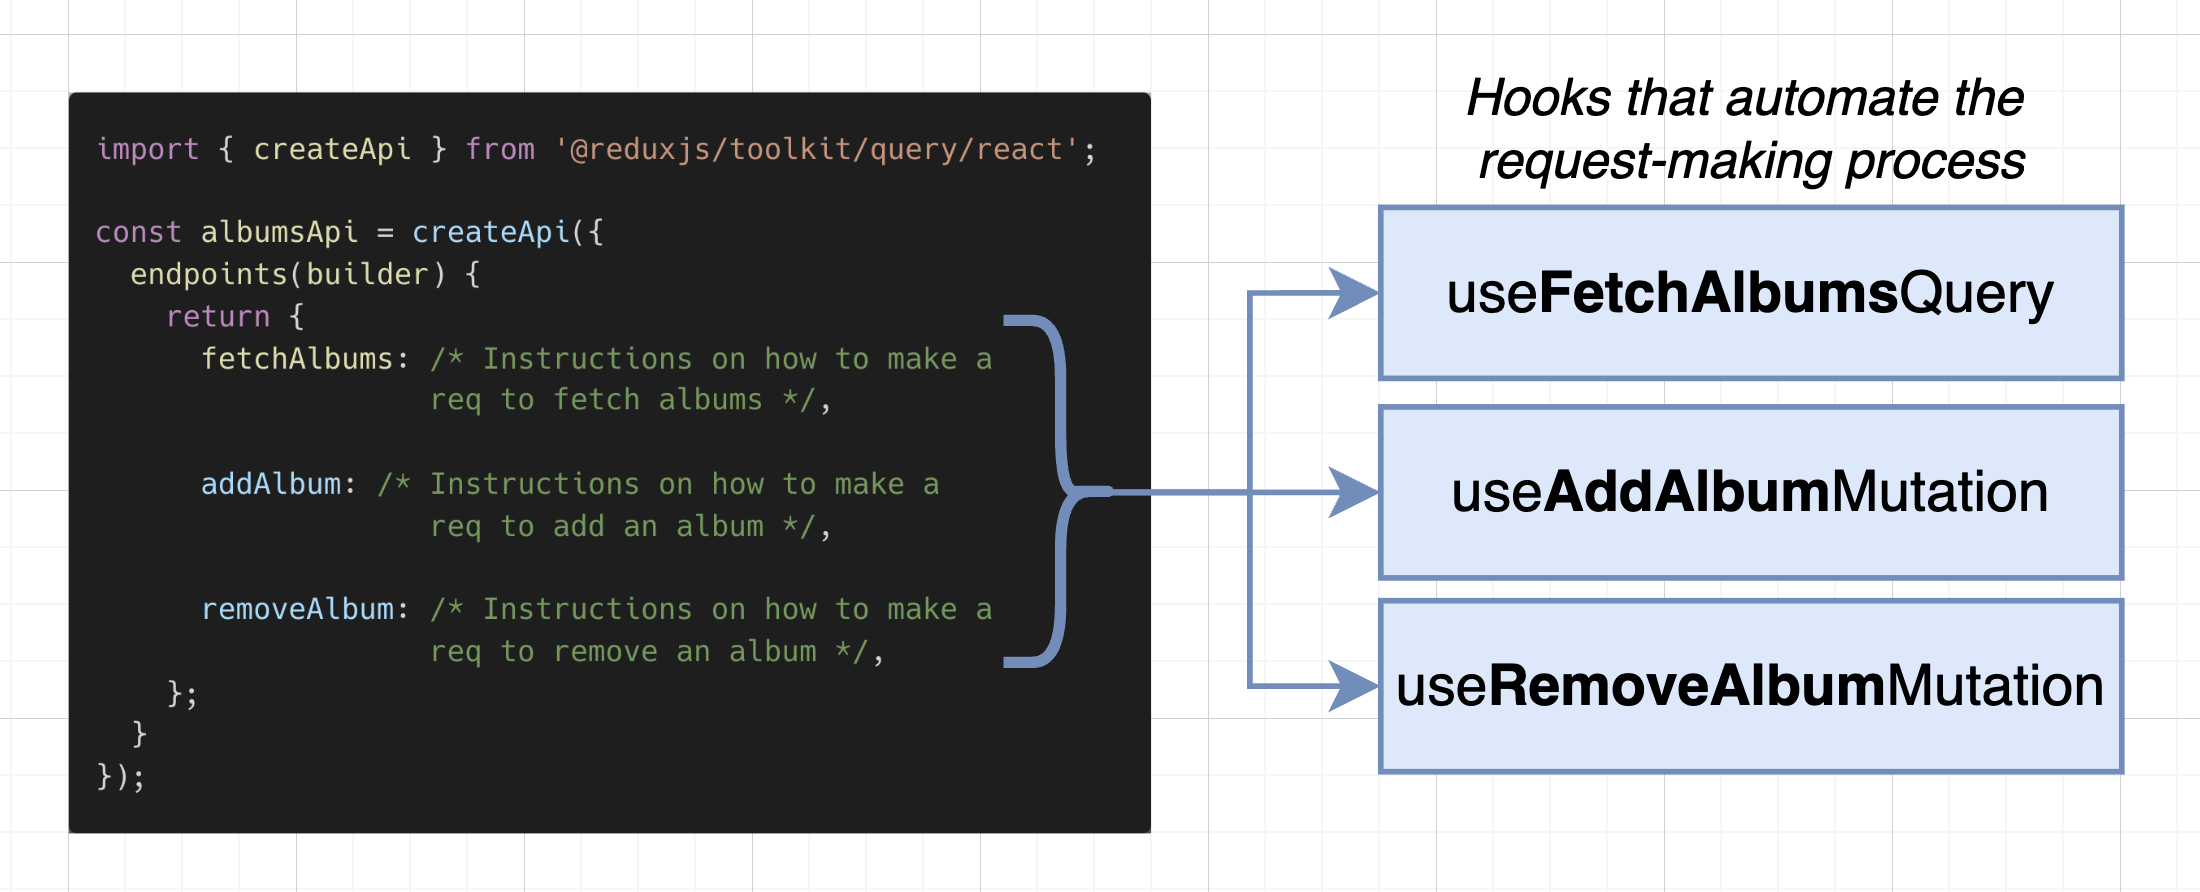 import { createApi } from '@reduxjs/toolkit/query/react';
const albumsApi = createApi({
endpoints(builder) {
return {
fetchAlbums: /* Instructions on how to make a
req to fetch albums */,
addAlbum: /* Instructions on how to make a
req to add an album */,
removeAlbum: /* Instructions on how to make a
req to remove an album */,
};
}
});
Hooks that automate the
request-making process
useFetchAlbumsQuery
useAddAlbumMutation
useRemoveAlbumMutation